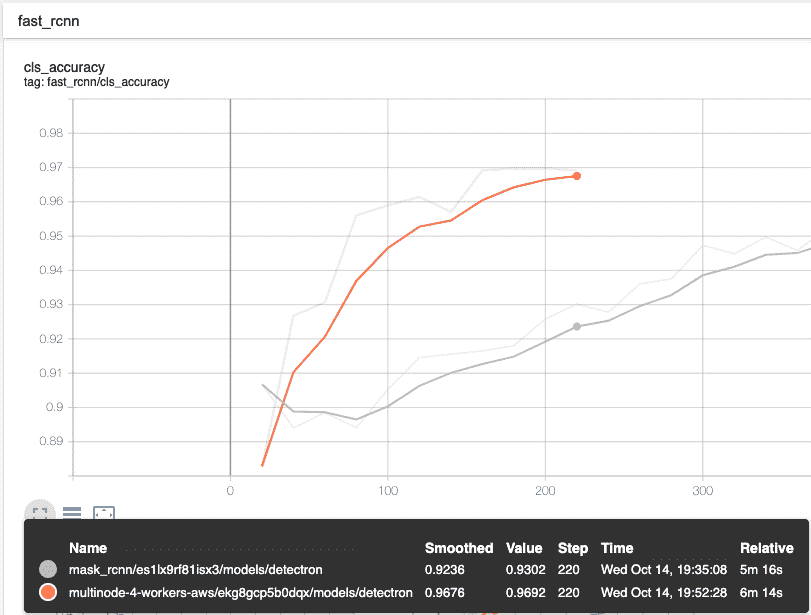 fast_rcnn
cls_accuracy
tag: fast_rcnn/cls_accuracy
0.98
0.97
0.96
0.95
0.94
0.93
0.92
0.91
0.9
0.89
0 100 200 300
Name Smoothed Value Step Time Relative
mask_rcnn/es1lx9rf81isx3/models/detectron 0.9236 0.9302 220 Wed Oct 14, 19:35:08 5m 16s
multinode-4-workers-aws/ekg8gcp5b0dqx/models/detectron 0.9676 0.9692 220 Wed Oct 14, 19:52:28 6m 14s